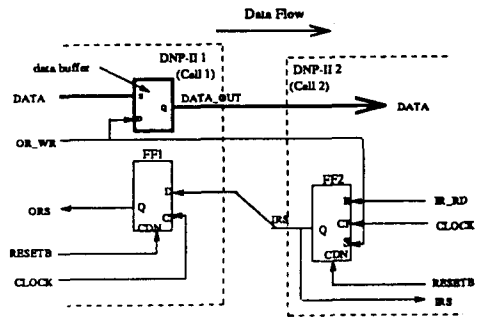 Data Flow
DNP-II 1
(Cell 1)
data buffer
DATA
Q
DATA_OUT
DATA
OR_WR
DNP-II 2
(Cell 2)
FF1
D
Q
C
CDN
ORS
RESETB
CLOCK
IRS
FF2
R
Q
CP
S
CDN
IR_RD
CLOCK
RESETB
IRS